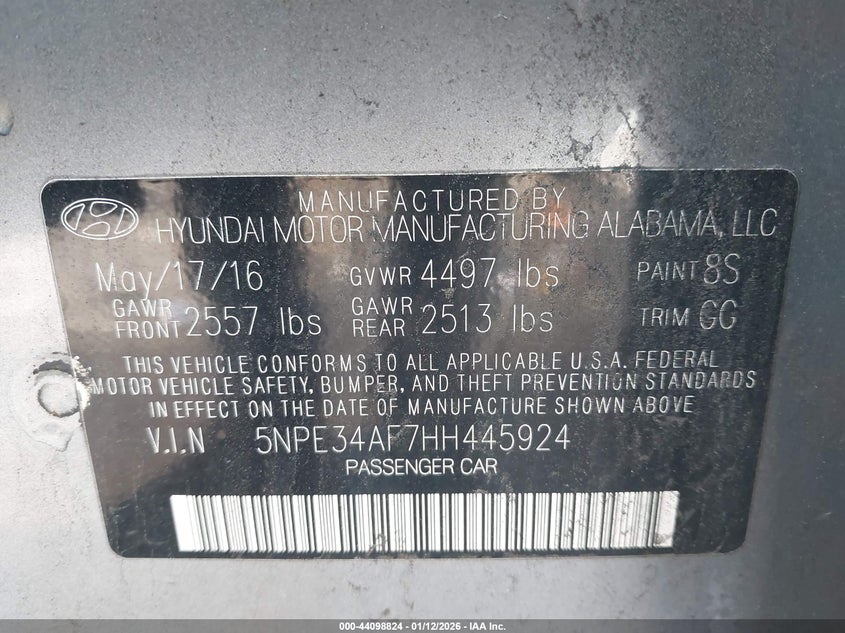 MANUFACTURED BY
HYUNDAI MOTOR MANUFACTURING ALABAMA, LLC
May/17/16 GVWR 4497 lbs PAINT 8S
GAWR FRONT 2557 lbs GAWR REAR 2513 lbs TRIM GG
THIS VEHICLE CONFORMS TO ALL APPLICABLE U.S.A. FEDERAL
MOTOR VEHICLE SAFETY, BUMPER, AND THEFT PREVENTION STANDARDS
IN EFFECT ON THE DATE OF MANUFACTURE SHOWN ABOVE
V.I.N 5NPE34AF7HH445924
PASSENGER CAR
000-44098824 - 01/12/2026 - IAA Inc.